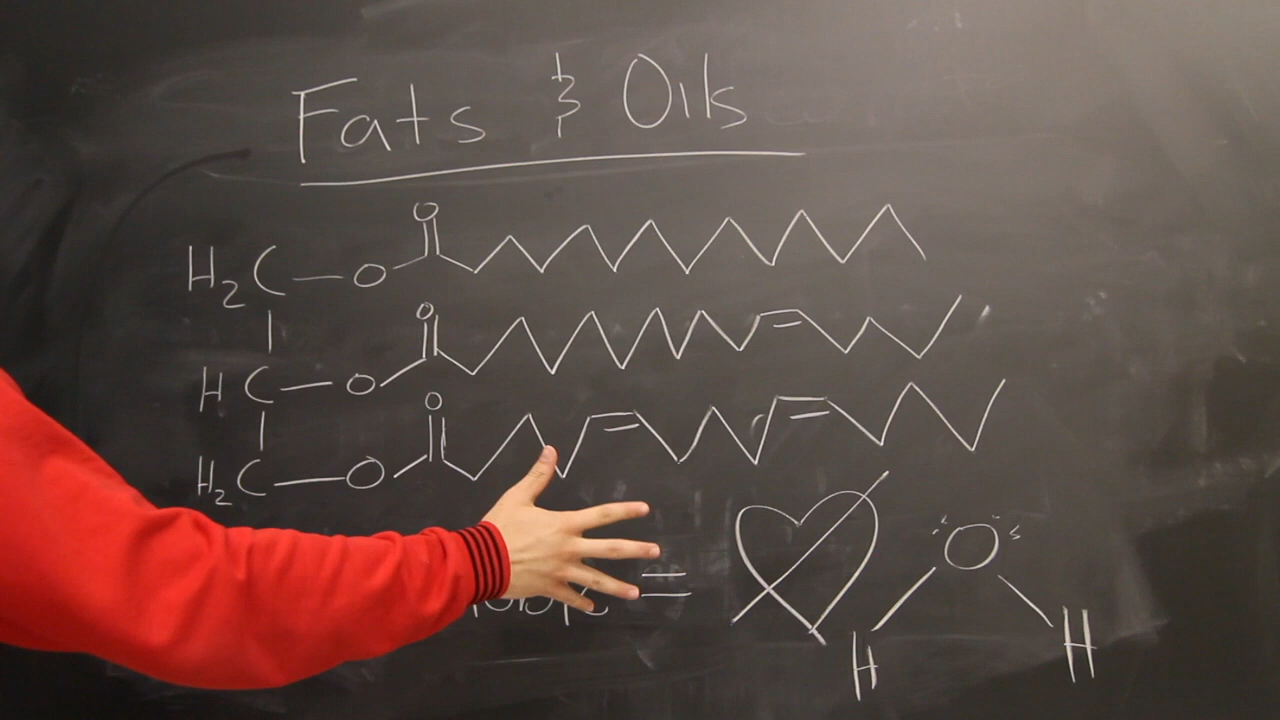 Fats & Oils
O
H₂C — O
O
HC — O
O
H₂C — O
= O
H H